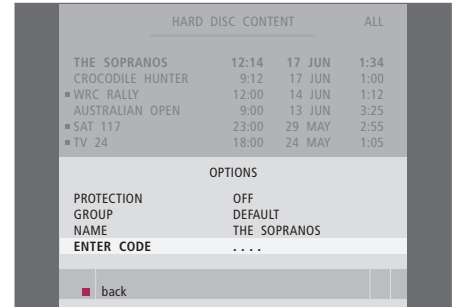 HARD DISC CONTENT ALL
THE SOPRANOS 12:14 17 JUN 1:34
CROCODILE HUNTER 9:12 17 JUN 1:00
WRC RALLY 12:00 14 JUN 1:12
AUSTRALIAN OPEN 9:00 13 JUN 3:25
SAT 117 23:00 29 MAY 2:55
TV 24 18:00 24 MAY 1:05
OPTIONS
PROTECTION OFF
GROUP DEFAULT
NAME THE SOPRANOS
ENTER CODE ....
back